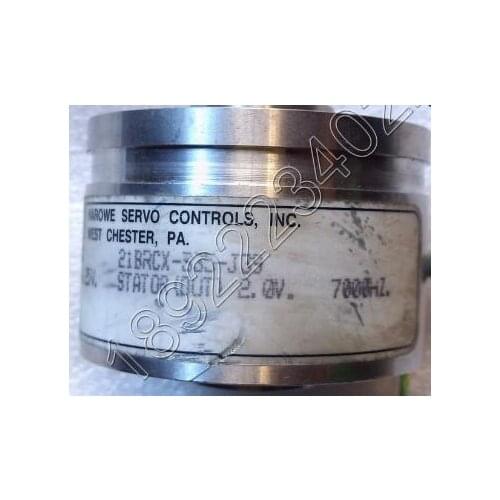 HAROWE SERVO CONTROLS, INC.
WEST CHESTER, PA.
21BRCX-
STATOR(OUT) 2.0V. 7000HZ.